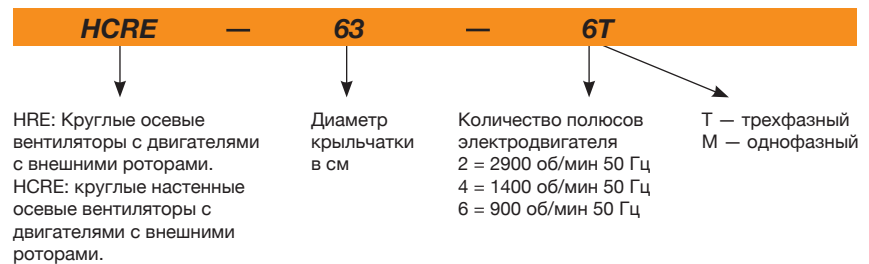 HCRE — 63 — 6T
HRE: Круглые осевые
вентиляторы с двигателями
с внешними роторами.
HCRE: круглые настенные
осевые вентиляторы с
двигателями с внешними
роторами.
Диаметр
крыльчатки
в см
Количество полюсов
электродвигателя
2 = 2900 об/мин 50 Гц
4 = 1400 об/мин 50 Гц
6 = 900 об/мин 50 Гц
Т — трехфазный
М — однофазный